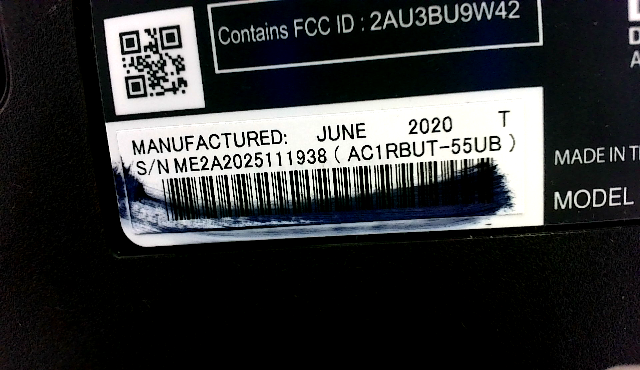 Contains FCC ID : 2AU3BU9W42
MANUFACTURED: JUNE 2020 T
S/N ME2A2025111938 ( AC1RBUT-55UB )
MADE IN
MODEL